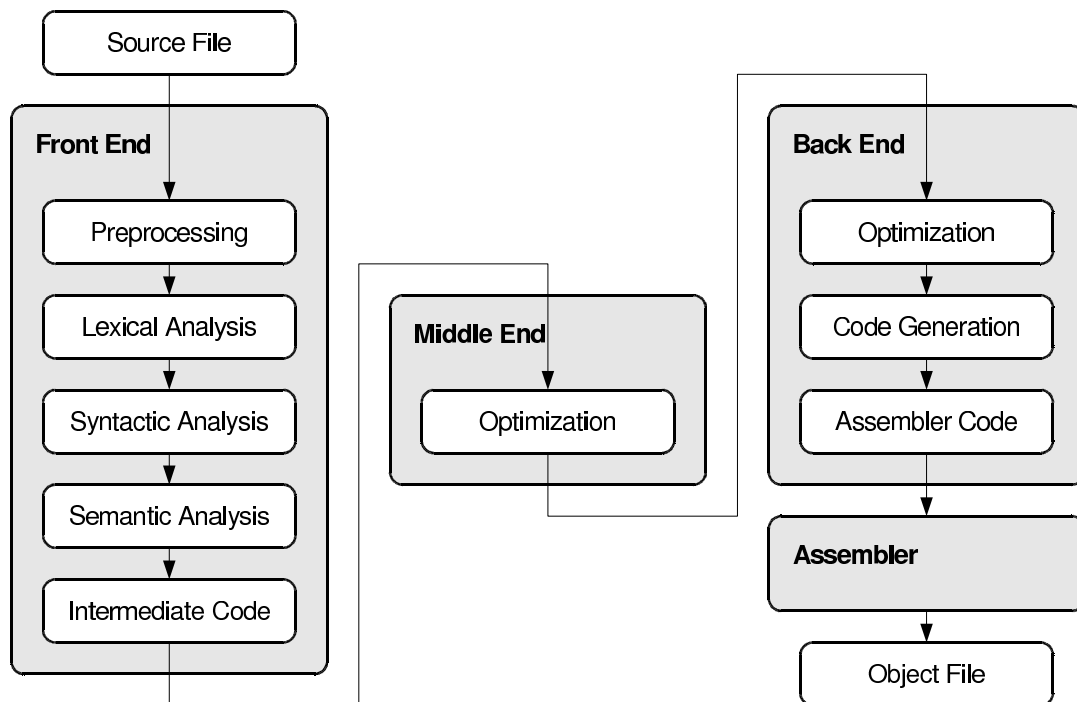 Source File
Front End
Preprocessing
Lexical Analysis
Syntactic Analysis
Semantic Analysis
Intermediate Code
Middle End
Optimization
Back End
Optimization
Code Generation
Assembler Code
Assembler
Object File